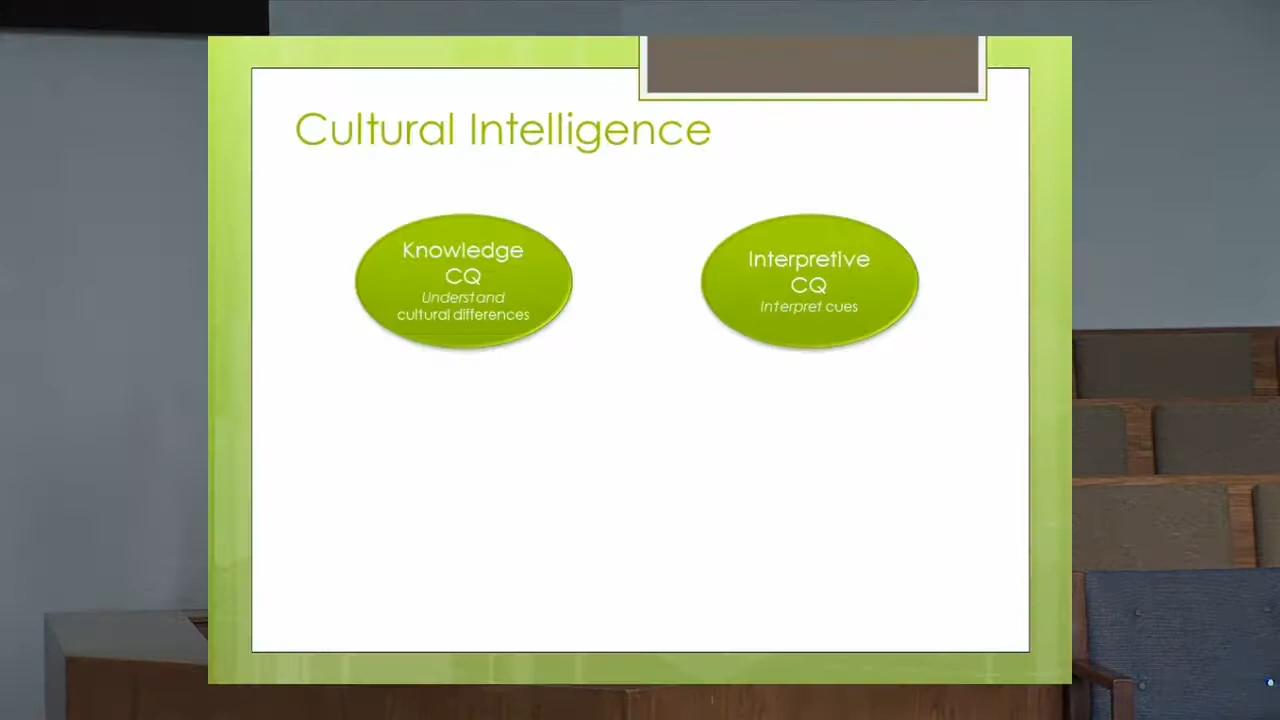 Cultural Intelligence
Knowledge
CQ
Understand
cultural differences
Interpretive
CQ
Interpret cues